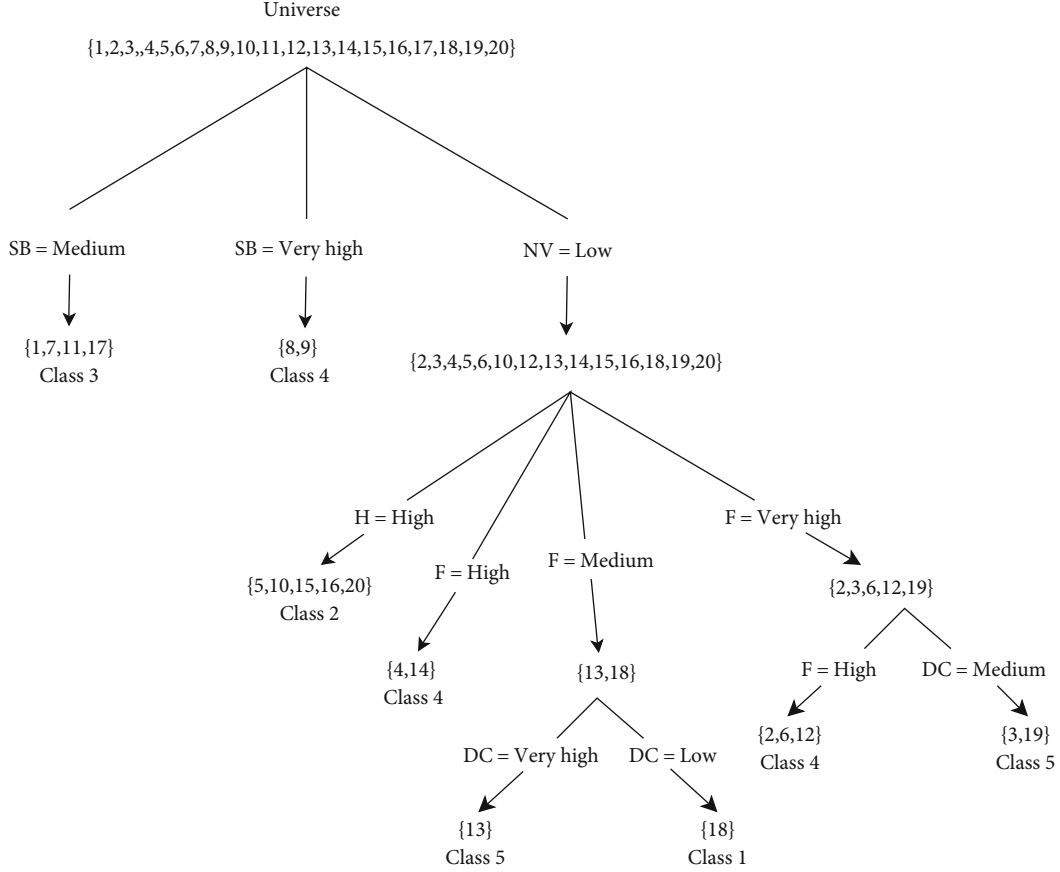 Universe
{1,2,3,,4,5,6,7,8,9,10,11,12,13,14,15,16,17,18,19,20}
SB = Medium
SB = Very high
NV = Low
{1,7,11,17}
Class 3
{8,9}
Class 4
{2,3,4,5,6,10,12,13,14,15,16,18,19,20}
H = High
F = High
F = Medium
F = Very high
{5,10,15,16,20}
Class 2
{4,14}
Class 4
{13,18}
{2,3,6,12,19}
F = High
DC = Medium
{2,6,12}
Class 4
{3,19}
Class 5
DC = Very high
DC = Low
{13}
Class 5
{18}
Class 1